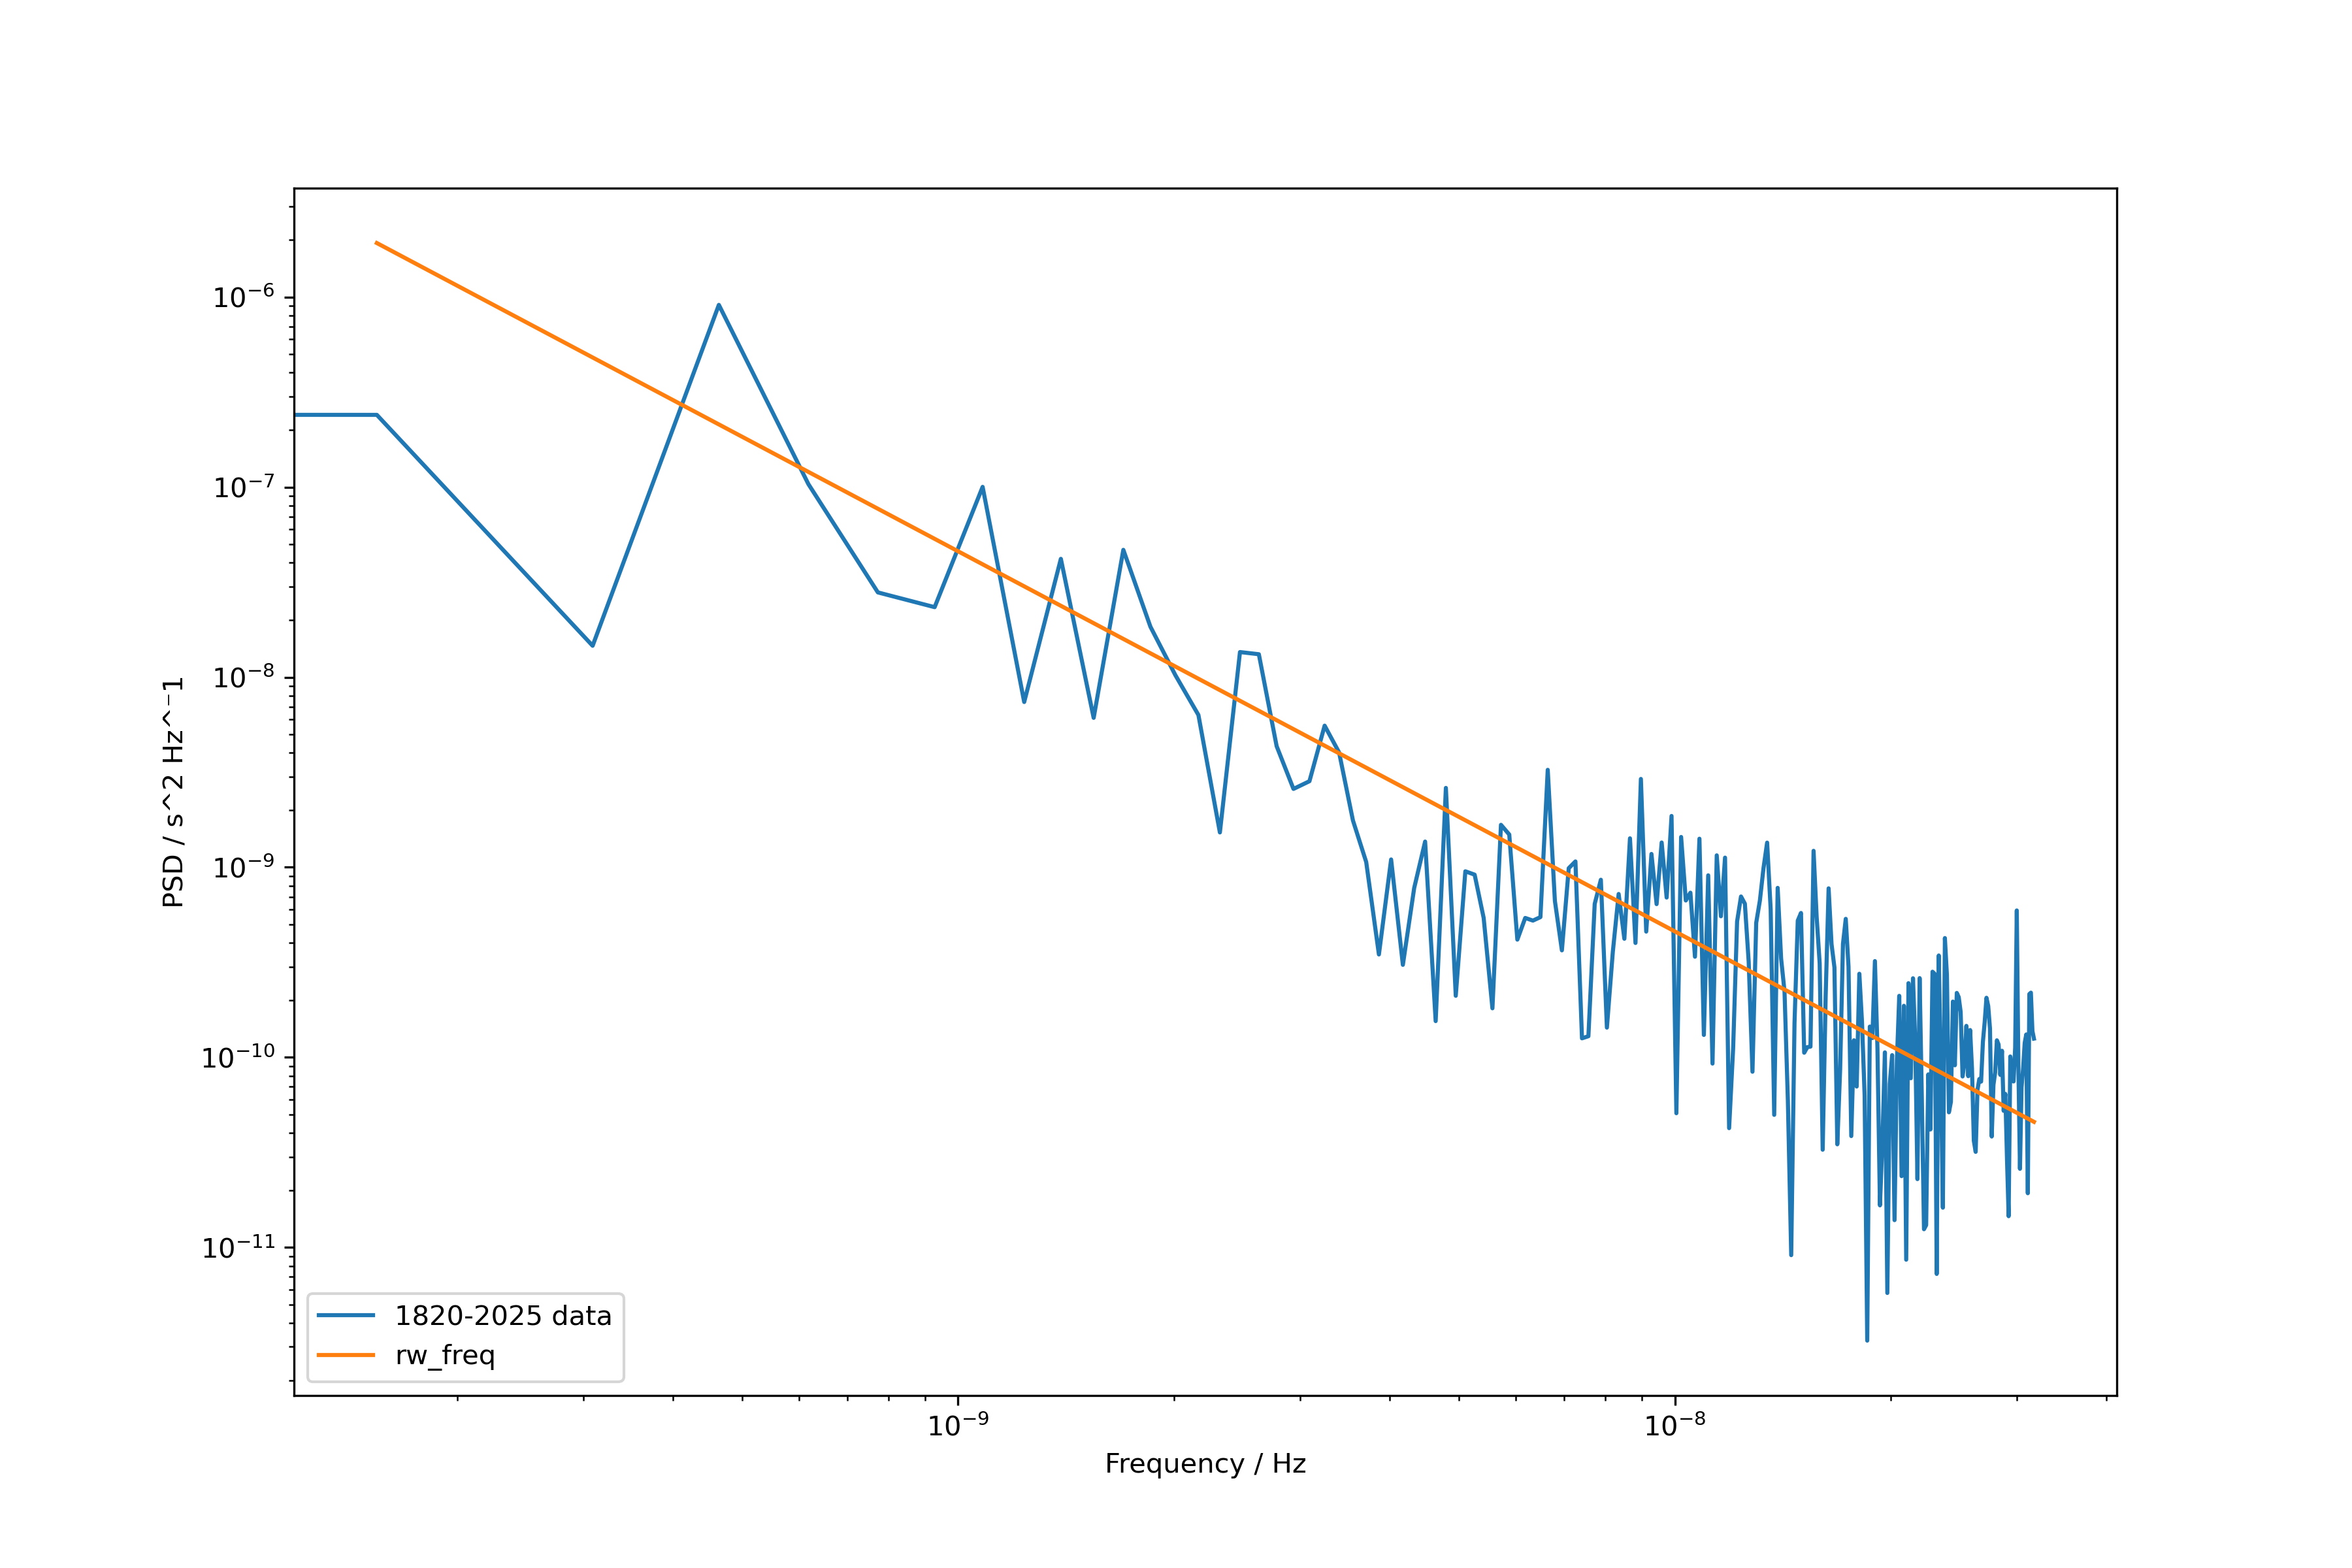 10⁻⁶
10⁻⁷
10⁻⁸
10⁻⁹
10⁻¹⁰
10⁻¹¹
PSD / s^2 Hz^−1
1820-2025 data
rw_freq
10⁻⁹ 10⁻⁸
Frequency / Hz